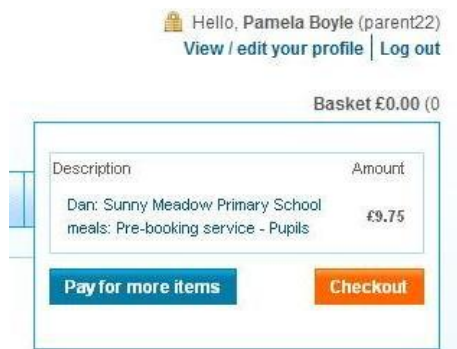 Hello, Pamela Boyle (parent22)
View / edit your profile | Log out
Basket £0.00 (0
Description Amount
Dan: Sunny Meadow Primary School
meals: Pre-booking service - Pupils
£9.75
Pay for more items Checkout